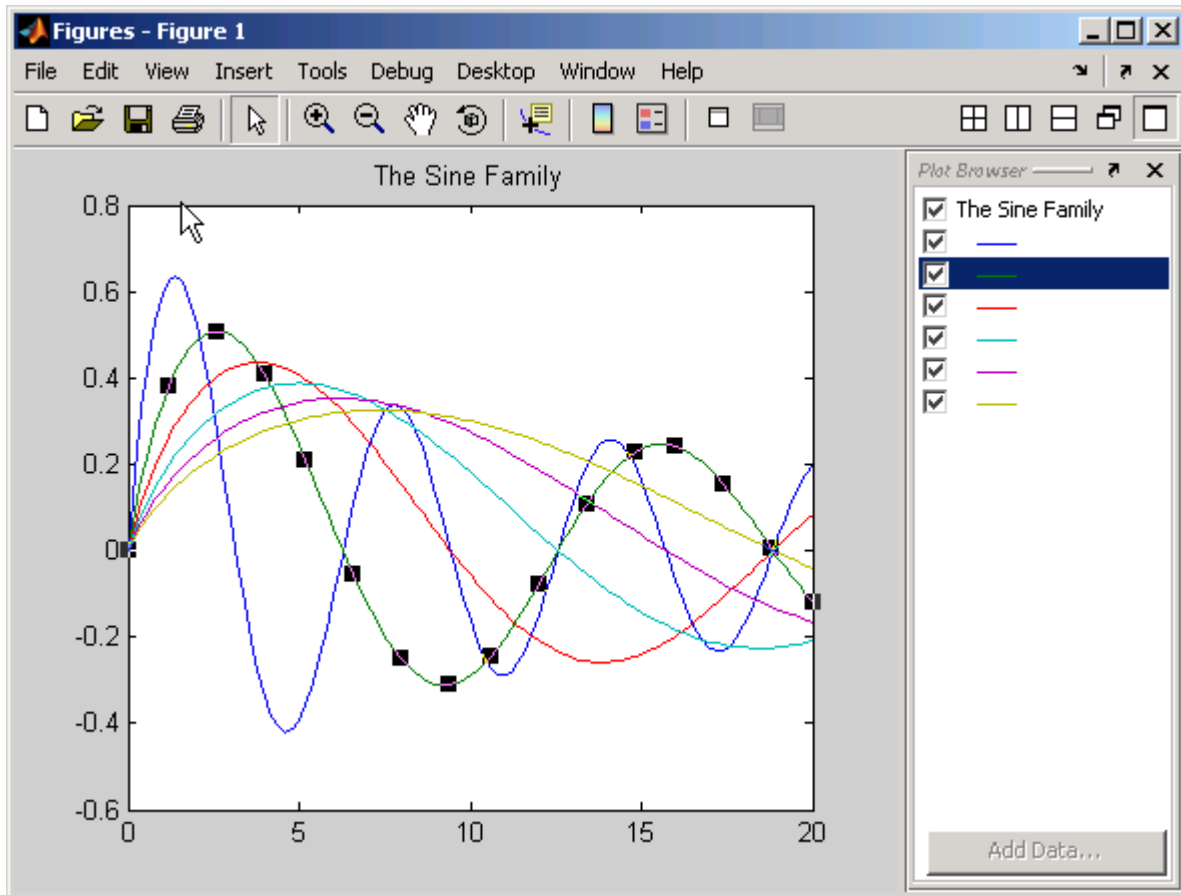 Figures - Figure 1
File Edit View Insert Tools Debug Desktop Window Help
Plot Browser
The Sine Family
The Sine Family
0.8
0.6
0.4
0.2
0
-0.2
-0.4
-0.6
0 5 10 15 20
Add Data...